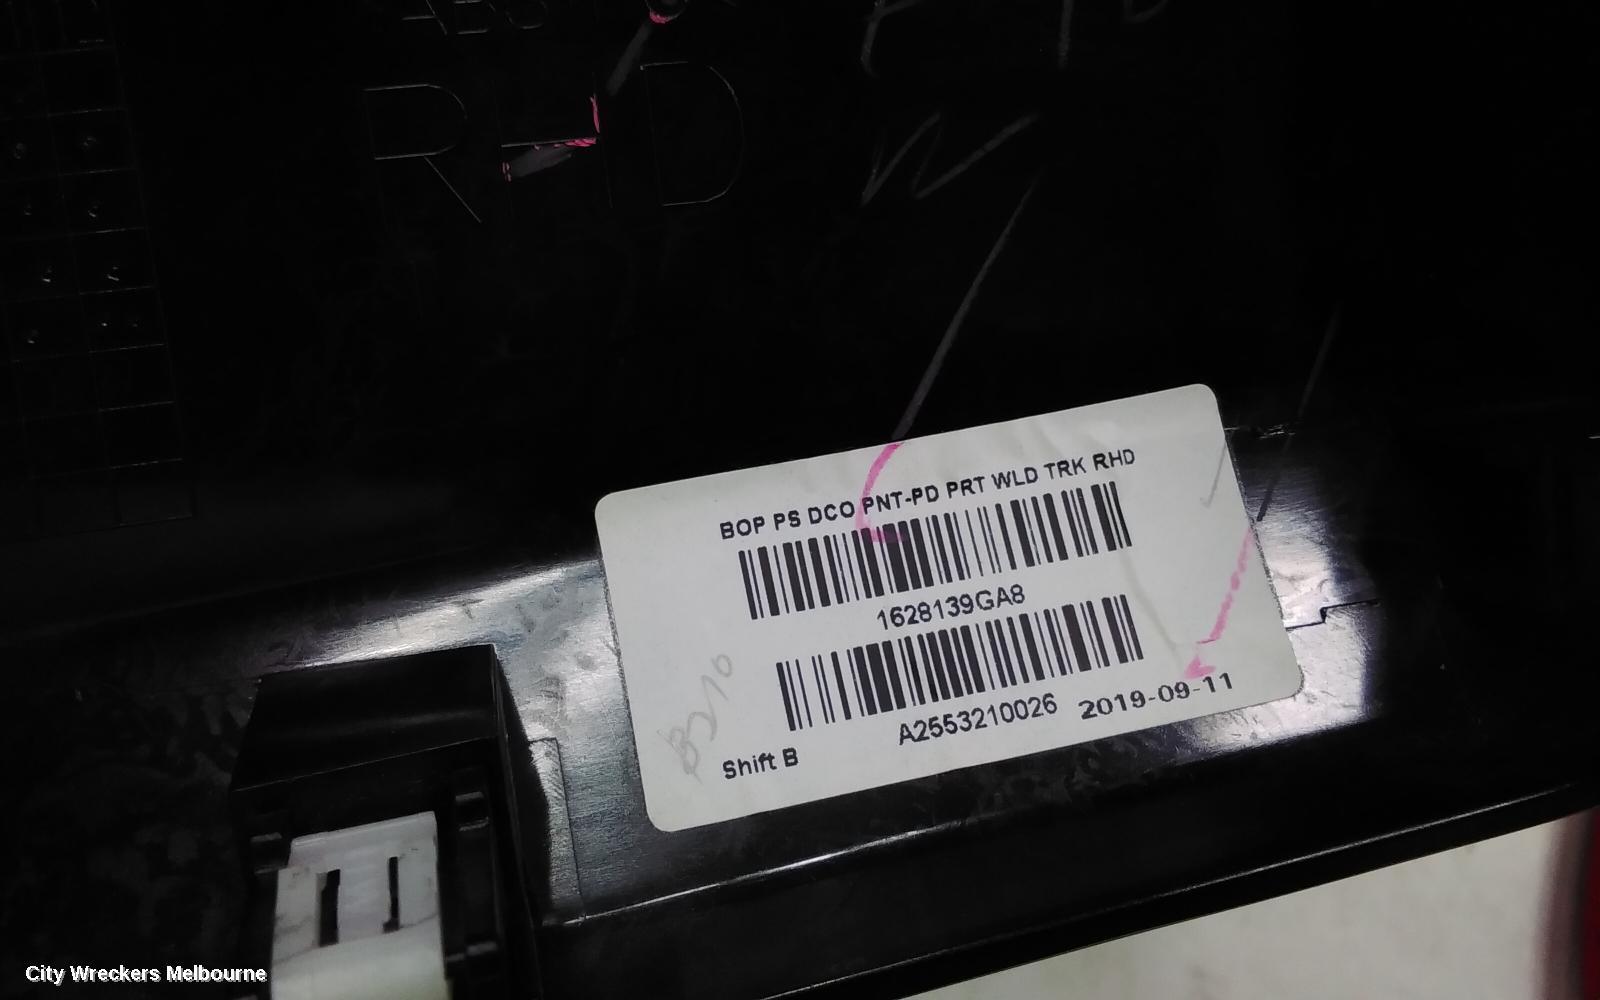 RHD
BOP PS DCO PNT-PD PRT WLD TRK RHD
1628139GA8
A2553210026 2019-09-11
Shift B
City Wreckers Melbourne